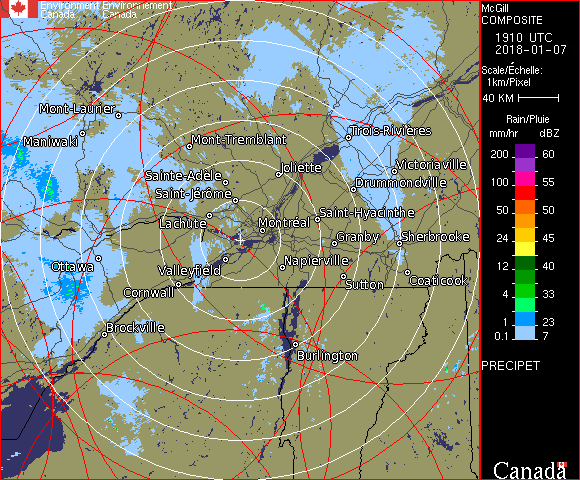 Environment Environnement
Canada Canada
McGill
COMPOSITE
1910 UTC
2018-01-07
Scale/Échelle:
1km/Pixel
40 KM
Rain/Pluie
mm/hr dBZ
200 60
100 55
50 50
24 45
12 40
4 33
1 23
0.1 7
PRECIPET
Canada
Mont-Laurier
Maniwaki
Mont-Tremblant
Trois-Rivières
Joliette
Victoriaville
Sainte-Adèle
Drummondville
Saint-Jérôme
Lachute
Saint-Hyacinthe
Montréal
Granby
Sherbrooke
Ottawa
Valleyfield
Napierville
Cornwall
Sutton
Coaticook
Brockville
Burlington